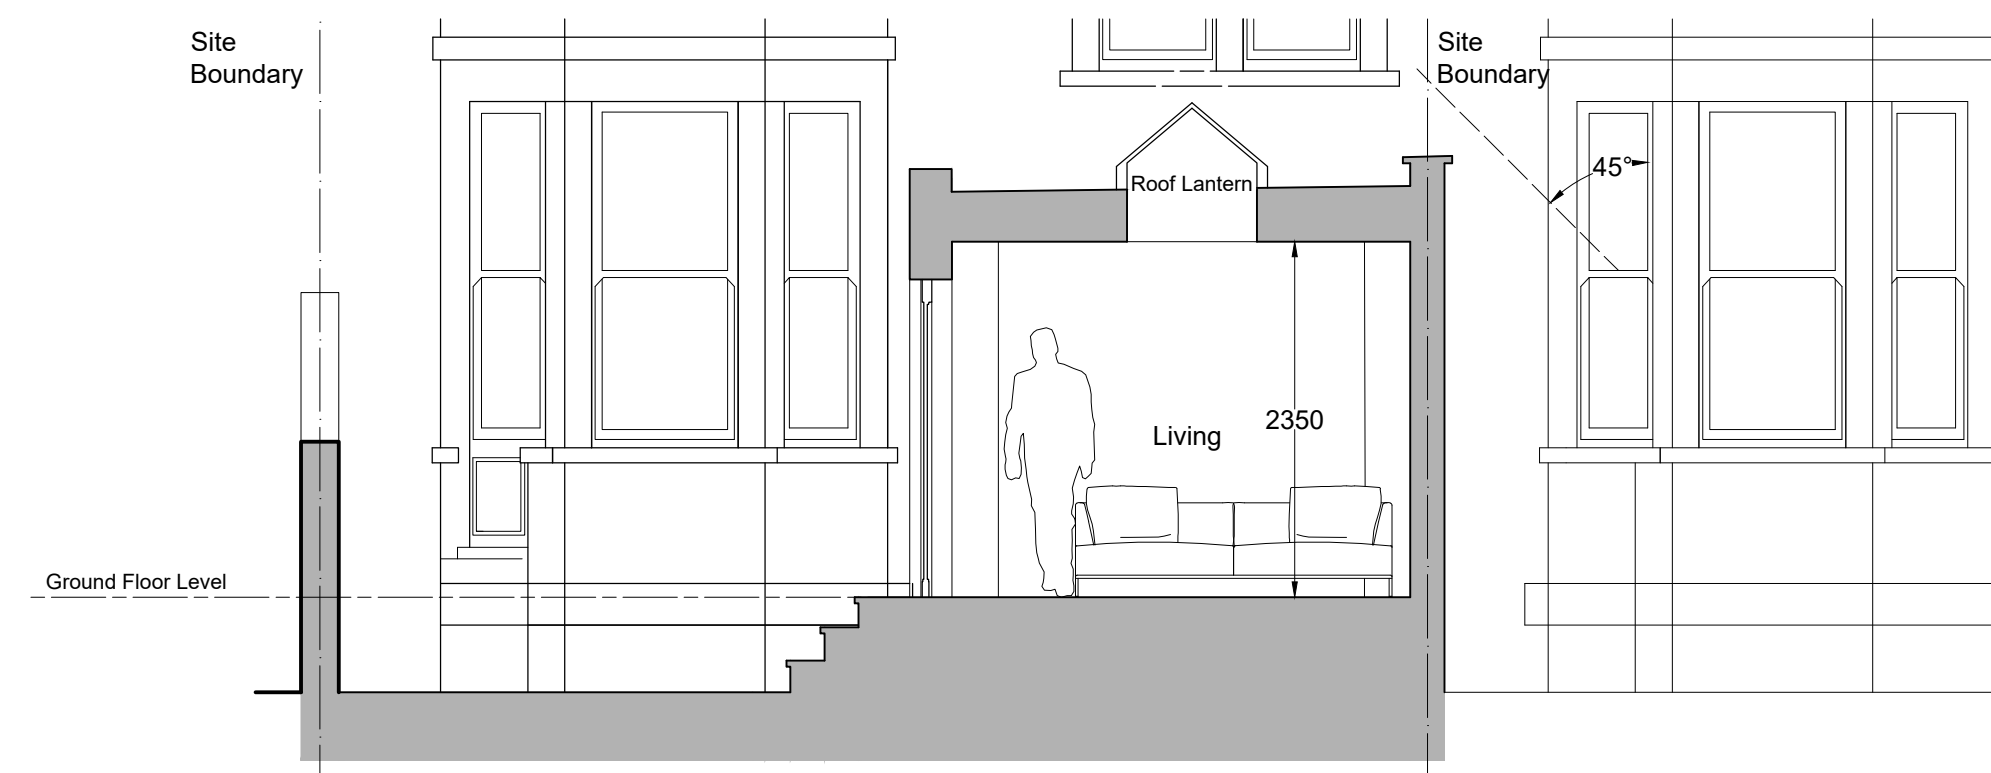 Site
Boundary
Site
Boundary
45°
Roof Lantern
2350
Living
Ground Floor Level